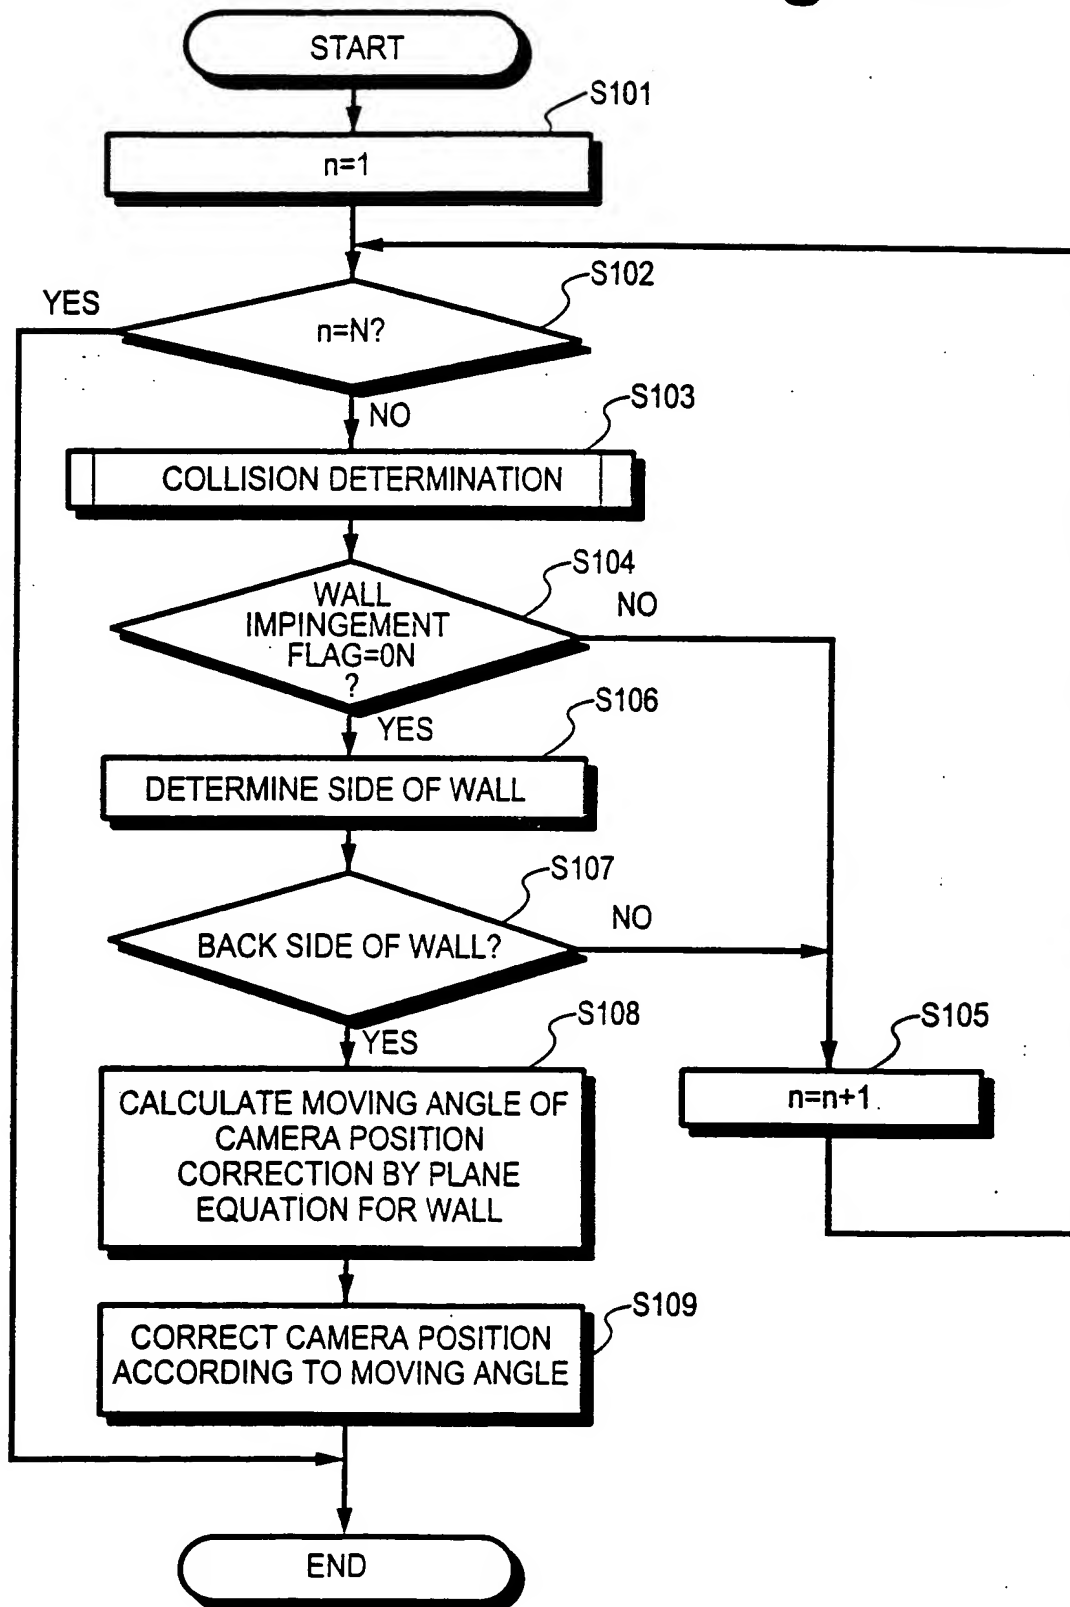 START
S101
n=1
S102
YES
n=N?
NO
S103
COLLISION DETERMINATION
S104
WALL
IMPINGEMENT
FLAG=0N
?
NO
YES
S106
DETERMINE SIDE OF WALL
S107
BACK SIDE OF WALL?
NO
YES
S108
CALCULATE MOVING ANGLE OF
CAMERA POSITION
CORRECTION BY PLANE
EQUATION FOR WALL
S105
n=n+1
S109
CORRECT CAMERA POSITION
ACCORDING TO MOVING ANGLE
END